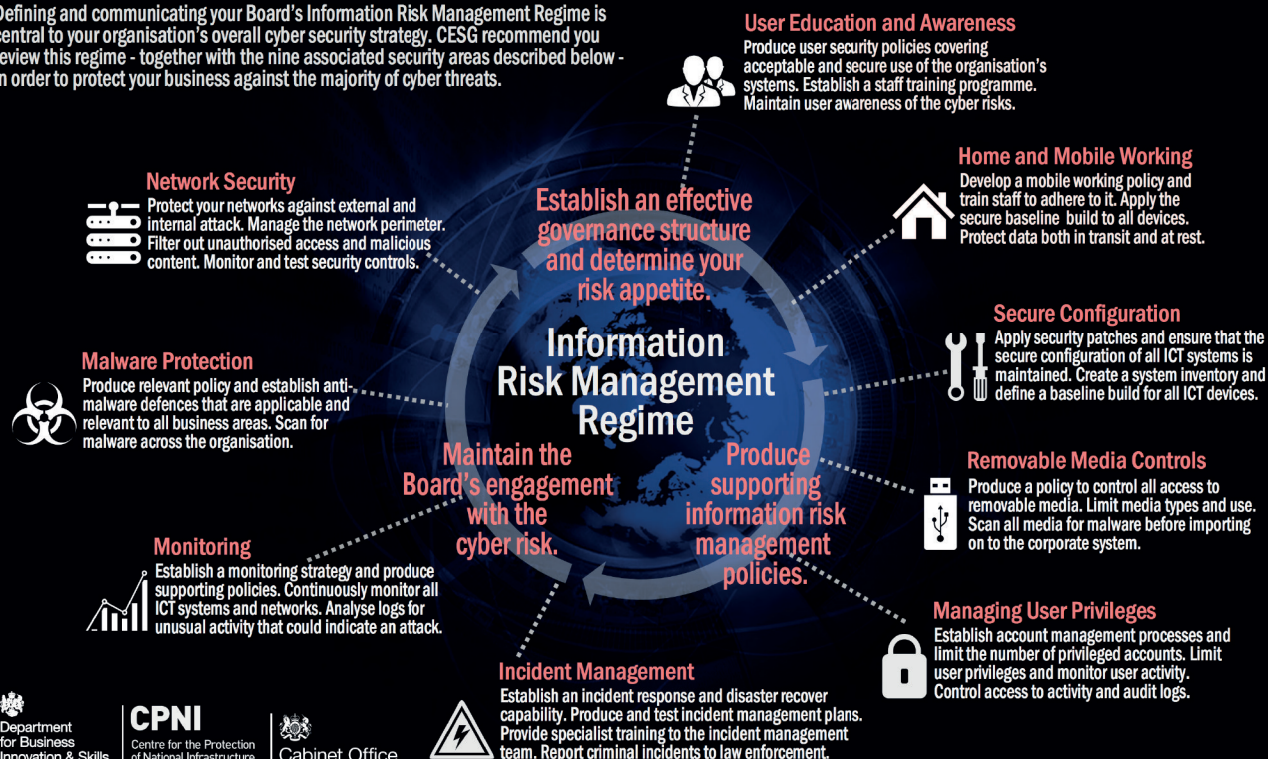 Defining and communicating your Board's Information Risk Management Regime is
central to your organisation's overall cyber security strategy. CESG recommend you
review this regime - together with the nine associated security areas described below -
in order to protect your business against the majority of cyber threats.
User Education and Awareness
Produce user security policies covering
acceptable and secure use of the organisation's
systems. Establish a staff training programme.
Maintain user awareness of the cyber risks.
Home and Mobile Working
Develop a mobile working policy and
train staff to adhere to it. Apply the
secure baseline build to all devices.
Protect data both in transit and at rest.
Network Security
Protect your networks against external and
internal attack. Manage the network perimeter.
Filter out unauthorised access and malicious
content. Monitor and test security controls.
Establish an effective
governance structure
and determine your
risk appetite.
Secure Configuration
Apply security patches and ensure that the
secure configuration of all ICT systems is
maintained. Create a system inventory and
define a baseline build for all ICT devices.
Information
Risk Management
Regime
Malware Protection
Produce relevant policy and establish anti-
malware defences that are applicable and
relevant to all business areas. Scan for
malware across the organisation.
Maintain the
Board's engagement
with the
cyber risk.
Produce
supporting
information risk
management
policies.
Removable Media Controls
Produce a policy to control all access to
removable media. Limit media types and use.
Scan all media for malware before importing
on to the corporate system.
Monitoring
Establish a monitoring strategy and produce
supporting policies. Continuously monitor all
ICT systems and networks. Analyse logs for
unusual activity that could indicate an attack.
Managing User Privileges
Establish account management processes and
limit the number of privileged accounts. Limit
user privileges and monitor user activity.
Control access to activity and audit logs.
Incident Management
Establish an incident response and disaster recover
capability. Produce and test incident management plans.
Provide specialist training to the incident management
team. Report criminal incidents to law enforcement.
Department
for Business
Innovation & Skills
CPNI
Centre for the Protection
of National Infrastructure
Cabinet Office